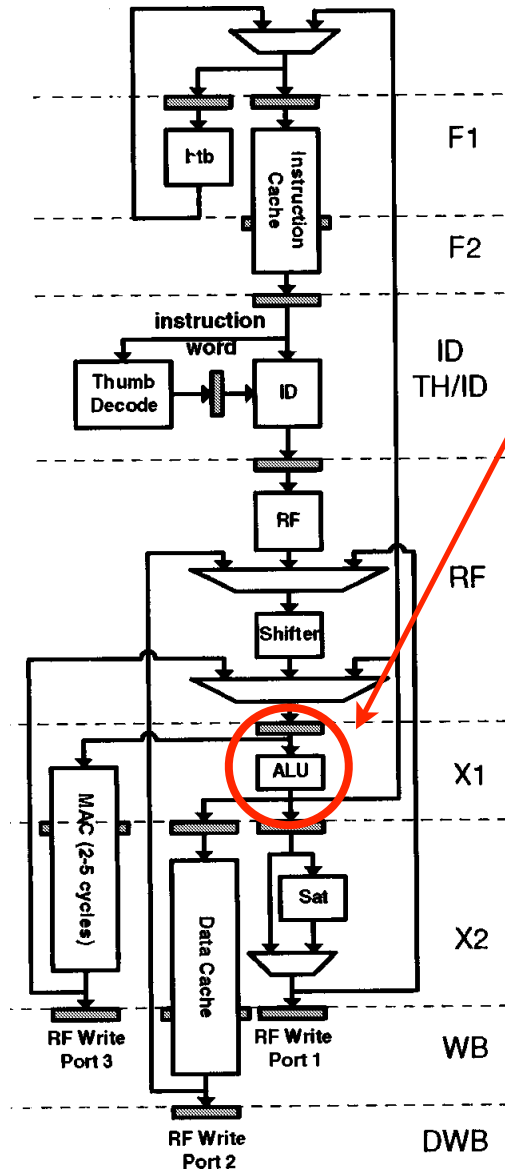 btb
F1
Instruction
Cache
F2
instruction
word
ID
TH/ID
Thumb
Decode
ID
RF
RF
Shifter
ALU
X1
MAC (2-5 cycles)
Data Cache
Sat
X2
RF Write
Port 3
RF Write
Port 1
WB
RF Write
Port 2
DWB